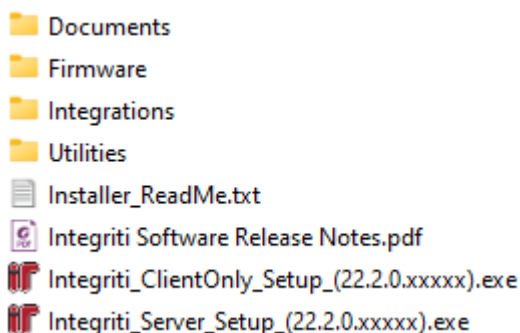 Documents
Firmware
Integrations
Utilities
Installer_ReadMe.txt
Integriti Software Release Notes.pdf
Integriti_ClientOnly_Setup_(22.2.0.xxxxx).exe
Integriti_Server_Setup_(22.2.0.xxxxx).exe